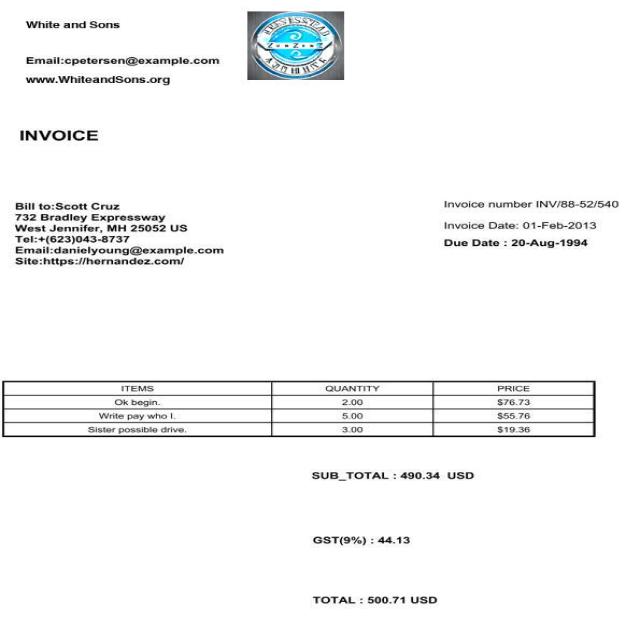 White and Sons
Email:cpetersen@example.com
www.WhiteandSons.org
INVOICE
Bill to:Scott Cruz
732 Bradley Expressway
West Jennifer, MH 25052 US
Tel:+(623)043-8737
Email:danielyoung@example.com
Site:https://hernandez.com/
Invoice number INV/88-52/540
Invoice Date: 01-Feb-2013
Due Date : 20-Aug-1994
ITEMS QUANTITY PRICE
Ok begin. 2.00 $76.73
Write pay who I. 5.00 $55.76
Sister possible drive. 3.00 $19.36
SUB_TOTAL : 490.34 USD
GST(9%) : 44.13
TOTAL : 500.71 USD